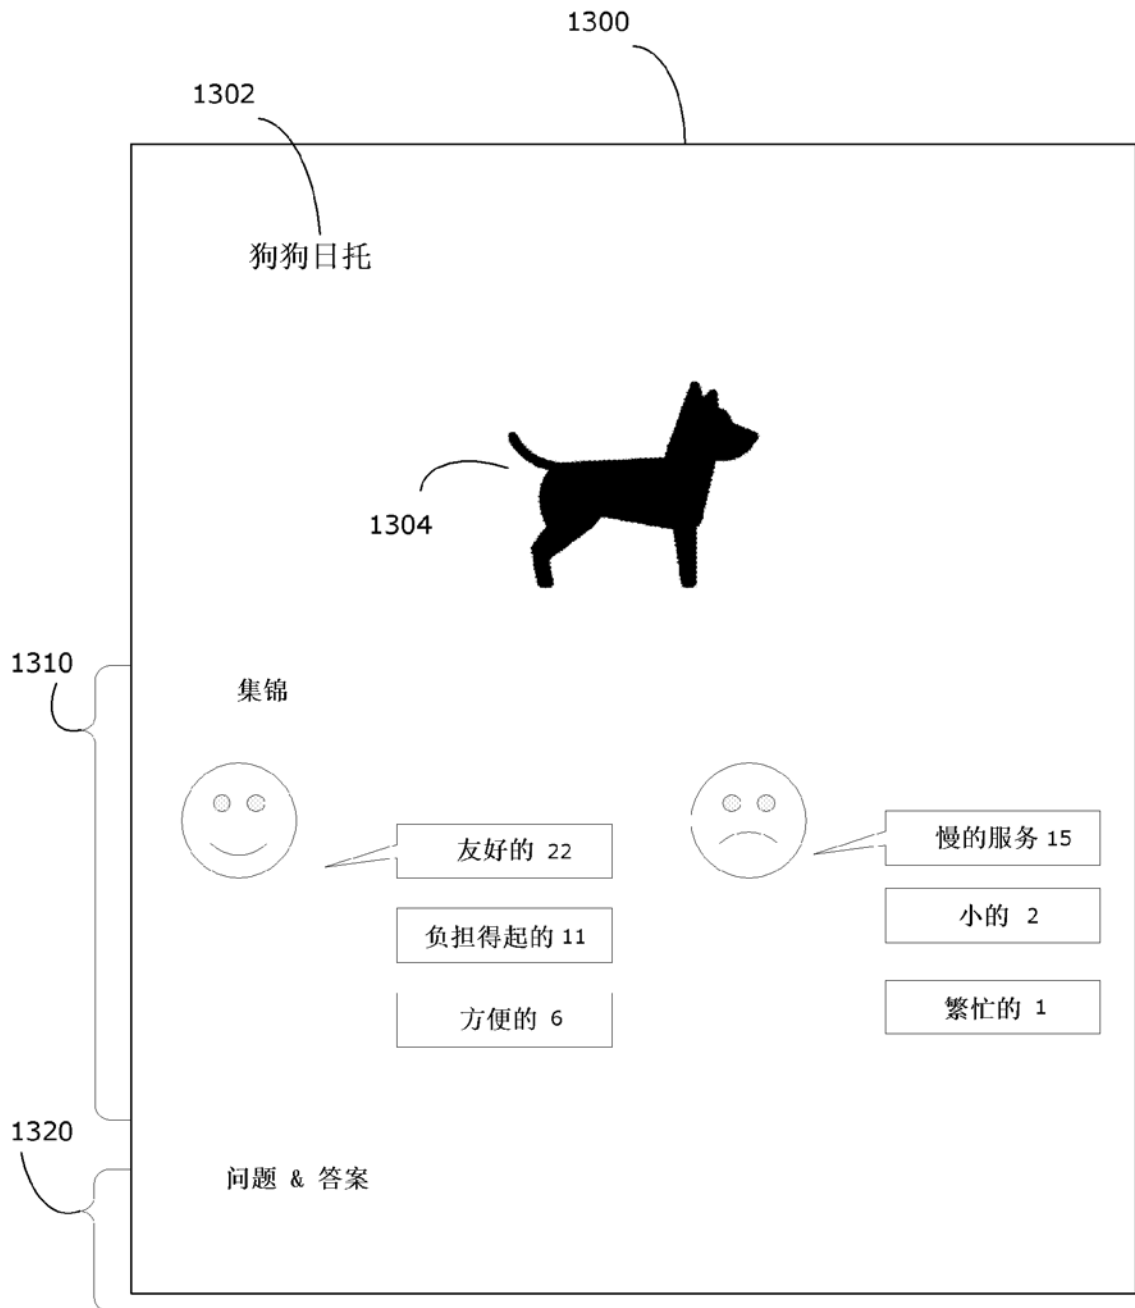 1300
1302
狗狗日托
1304
1310
集锦
友好的 22
慢的服务 15
负担得起的 11
小的 2
方便的 6
繁忙的 1
1320
问题 & 答案